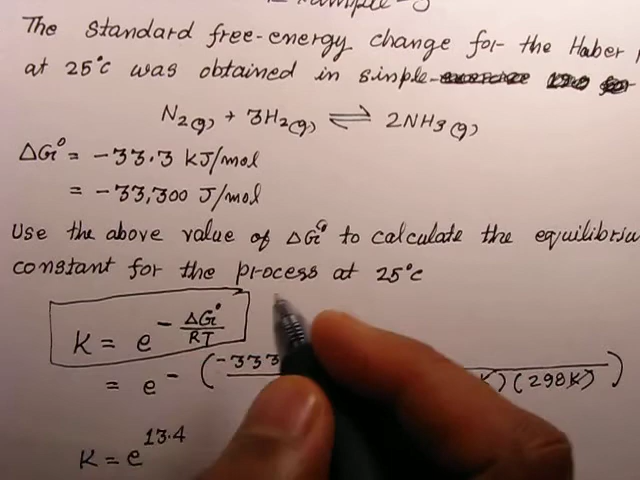 The standard free-energy change for the Haber
at 25°C was obtained in simple-
N2(g) + 3H2(g) ⇌ 2NH3(g)
ΔG° = -33.3 KJ/mol
= -33,300 J/mol
Use the above value of ΔG° to calculate the equilibriu
constant for the process at 25°C
K = e^-ΔG°/RT
= e^-(-333 K)(298K))
K = e^13.4